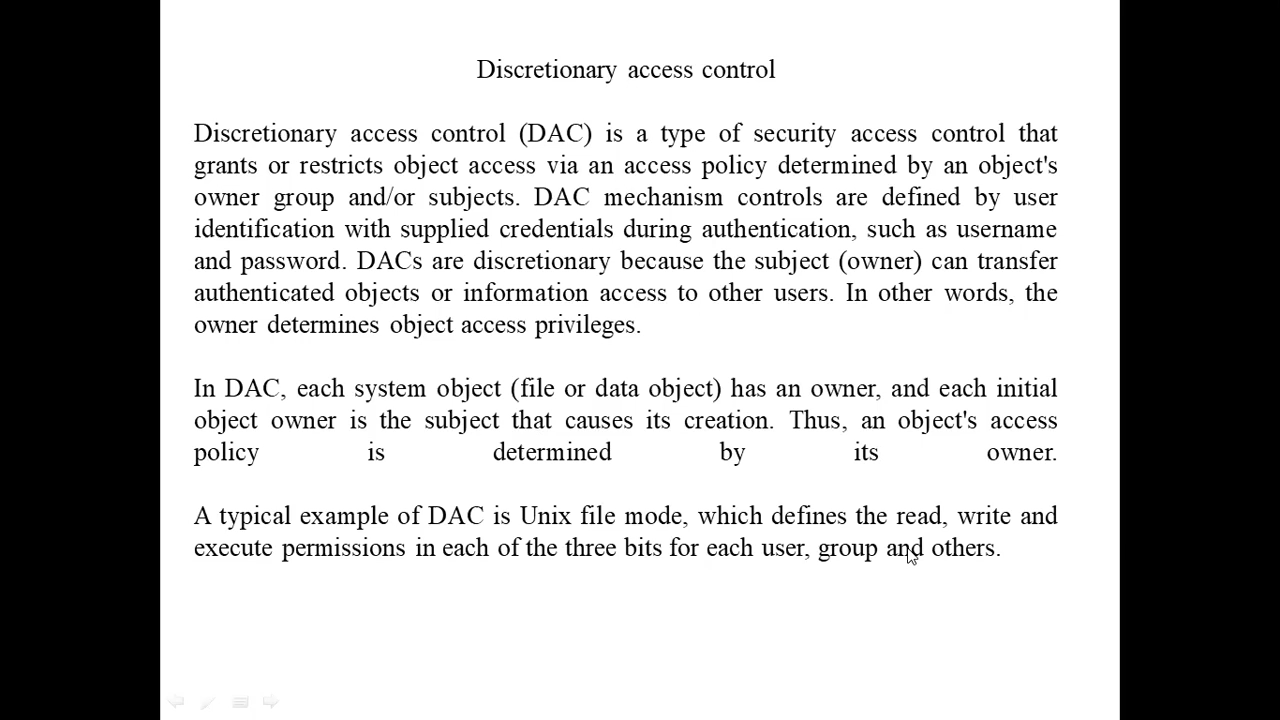 Discretionary access control
Discretionary access control (DAC) is a type of security access control that
grants or restricts object access via an access policy determined by an object's
owner group and/or subjects. DAC mechanism controls are defined by user
identification with supplied credentials during authentication, such as username
and password. DACs are discretionary because the subject (owner) can transfer
authenticated objects or information access to other users. In other words, the
owner determines object access privileges.
In DAC, each system object (file or data object) has an owner, and each initial
object owner is the subject that causes its creation. Thus, an object's access
policy is determined by its owner.
A typical example of DAC is Unix file mode, which defines the read, write and
execute permissions in each of the three bits for each user, group and others.